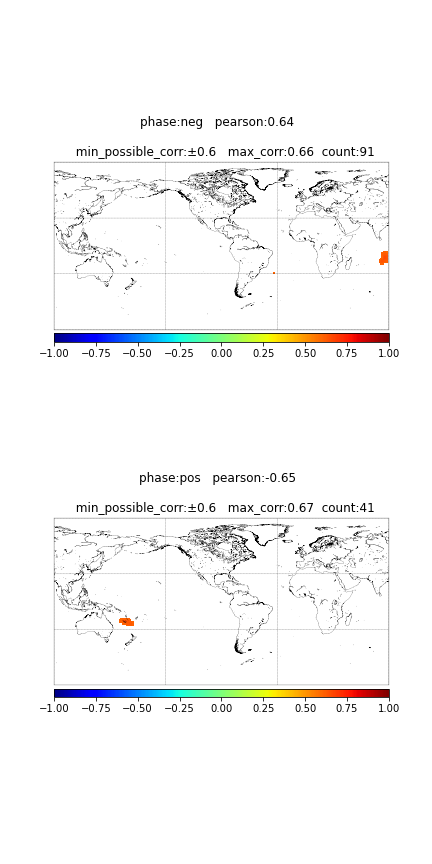 phase:neg   pearson:0.64
min_possible_corr:±0.6   max_corr:0.66  count:91
−1.00 −0.75 −0.50 −0.25 0.00 0.25 0.50 0.75 1.00
phase:pos   pearson:-0.65
min_possible_corr:±0.6   max_corr:0.67  count:41
−1.00 −0.75 −0.50 −0.25 0.00 0.25 0.50 0.75 1.00